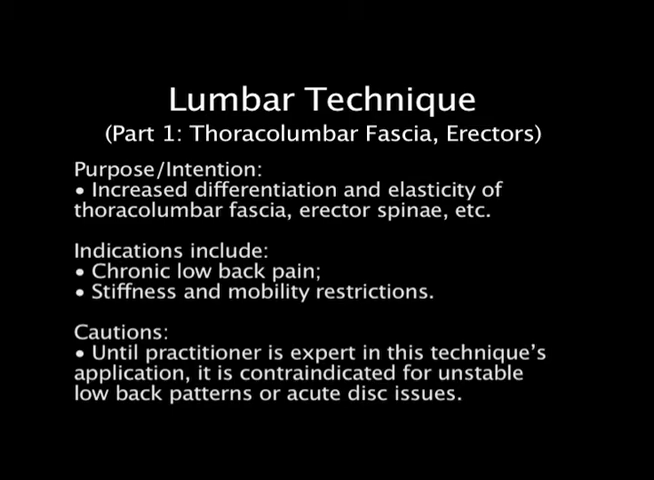 Lumbar Technique
(Part 1: Thoracolumbar Fascia, Erectors)
Purpose/Intention:
• Increased differentiation and elasticity of
thoracolumbar fascia, erector spinae, etc.
Indications include:
• Chronic low back pain;
• Stiffness and mobility restrictions.
Cautions:
• Until practitioner is expert in this technique’s
application, it is contraindicated for unstable
low back patterns or acute disc issues.